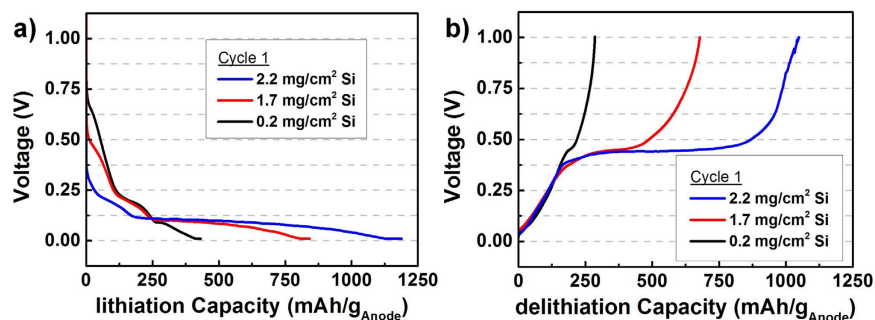 a)
Voltage (V)
1.00
0.75
0.50
0.25
0.00
Cycle 1
2.2 mg/cm² Si
1.7 mg/cm² Si
0.2 mg/cm² Si
0 250 500 750 1000 1250
lithiation Capacity (mAh/g_Anode)
b)
Voltage (V)
1.00
0.75
0.50
0.25
0.00
Cycle 1
2.2 mg/cm² Si
1.7 mg/cm² Si
0.2 mg/cm² Si
0 250 500 750 1000 1250
delithiation Capacity (mAh/g_Anode)